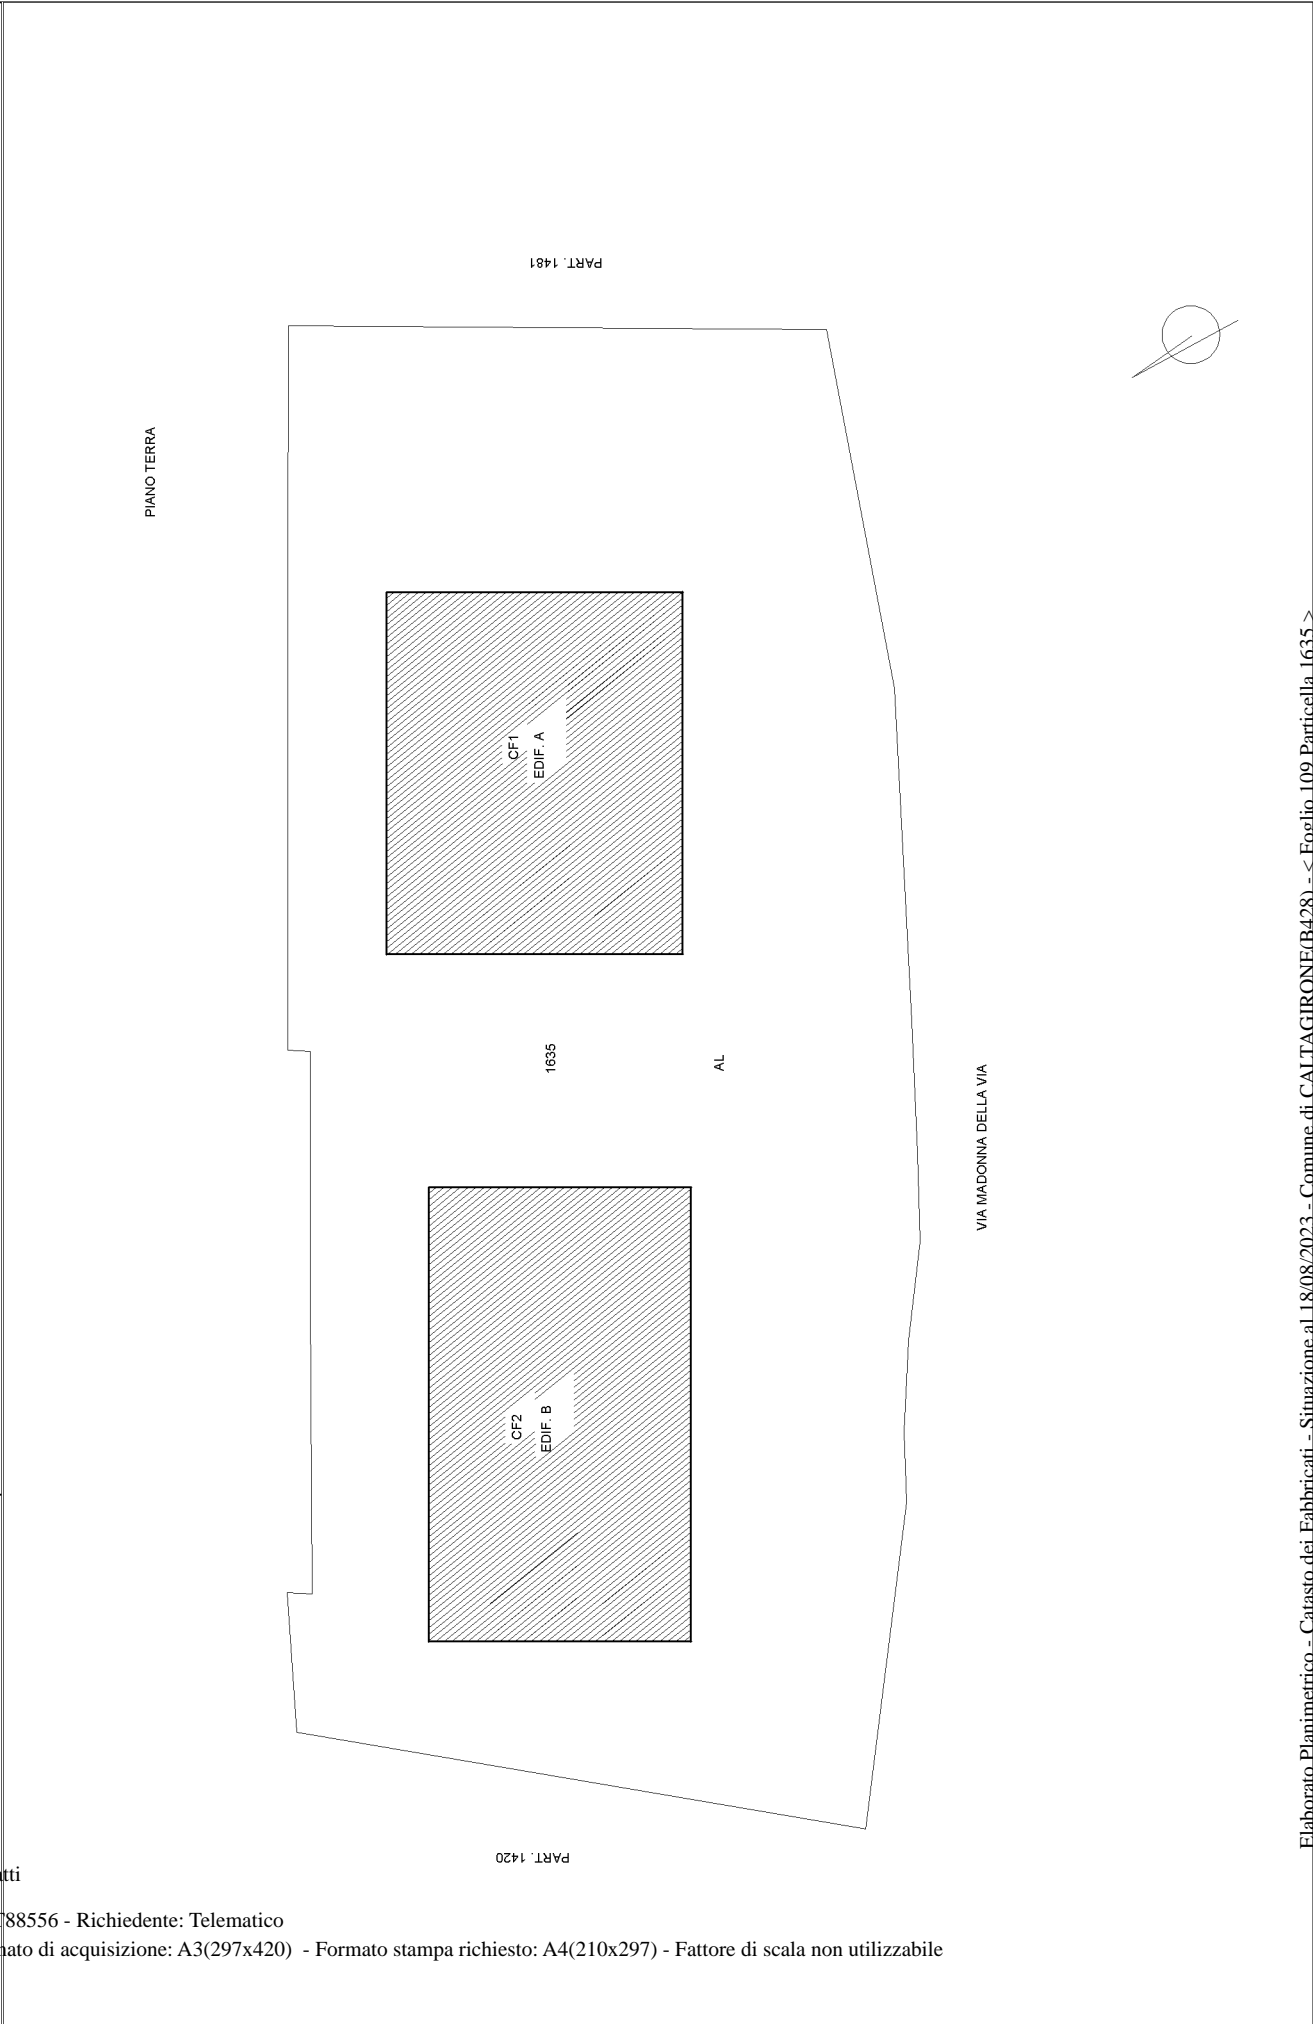 PART. 1481
PIANO TERRA
CF1
EDIF. A
1635
AL
VIA MADONNA DELLA VIA
CF2
EDIF. B
PART. 1420
Elaborato Planimetrico - Catasto dei Fabbricati - Situazione al 18/08/2023 - Comune di CALTAGIRONE(B428) - < Foglio 109 Particella 1635 >
tti
88556 - Richiedente: Telematico
mato di acquisizione: A3(297x420) - Formato stampa richiesto: A4(210x297) - Fattore di scala non utilizzabile